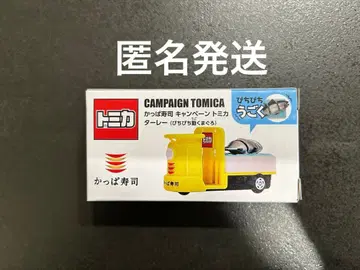 匿名発送
トミカ
CAMPAIGN TOMICA
かっぱ寿司 キャンペーン トミカ
ターレー(ぴちぴち動くまぐろ)
ぴちぴち
うごく
かっぱ寿司